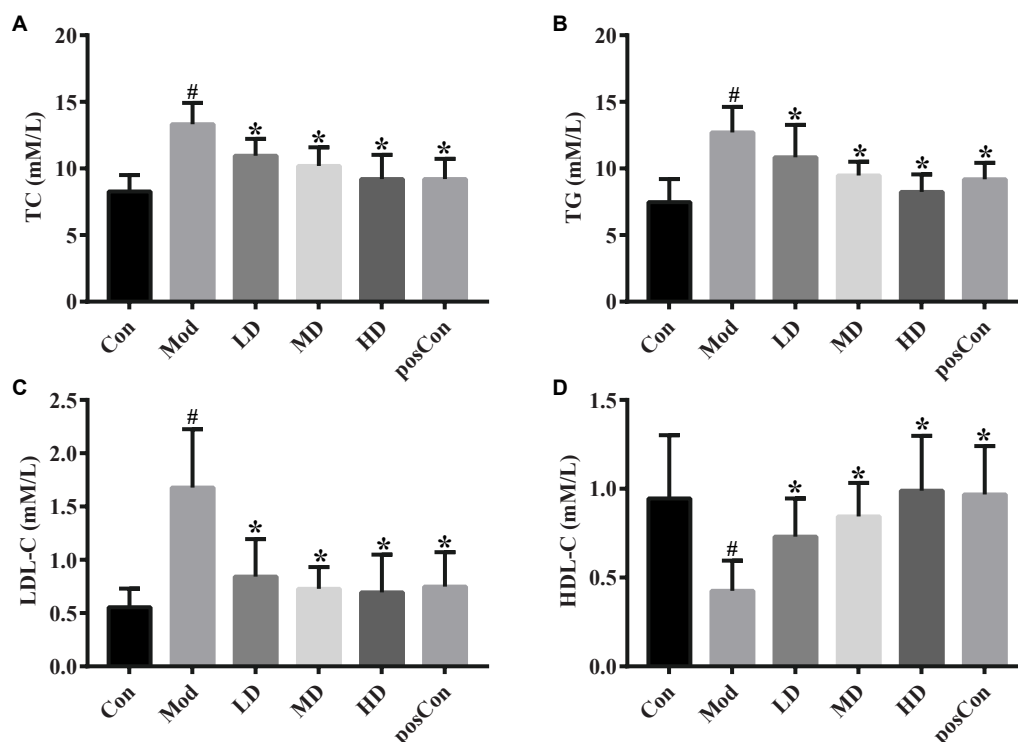 A
TC (mM/L)
20
15
10
5
0
#
*
*
*
*
Con
Mod
LD
MD
HD
posCon
B
TG (mM/L)
20
15
10
5
0
#
*
*
*
*
Con
Mod
LD
MD
HD
posCon
C
LDL-C (mM/L)
2.5
2.0
1.5
1.0
0.5
0.0
#
*
*
*
*
Con
Mod
LD
MD
HD
posCon
D
HDL-C (mM/L)
1.5
1.0
0.5
0.0
#
*
*
*
*
Con
Mod
LD
MD
HD
posCon